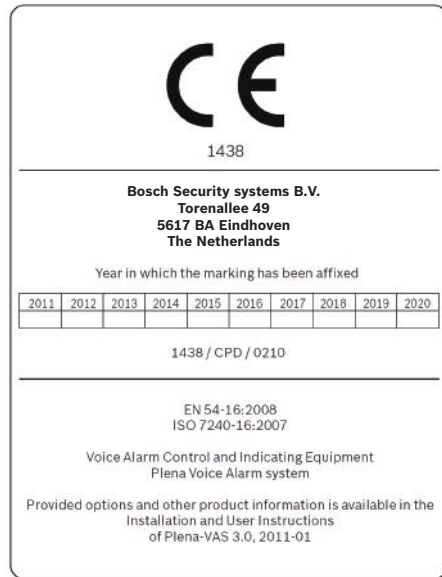 CE
1438
Bosch Security systems B.V.
Torenallee 49
5617 BA Eindhoven
The Netherlands
Year in which the marking has been affixed
2011 2012 2013 2014 2015 2016 2017 2018 2019 2020
1438 / CPD / 0210
EN 54-16:2008
ISO 7240-16:2007
Voice Alarm Control and Indicating Equipment
Plena Voice Alarm system
Provided options and other product information is available in the
Installation and User Instructions
of Plena-VAS 3.0, 2011-01